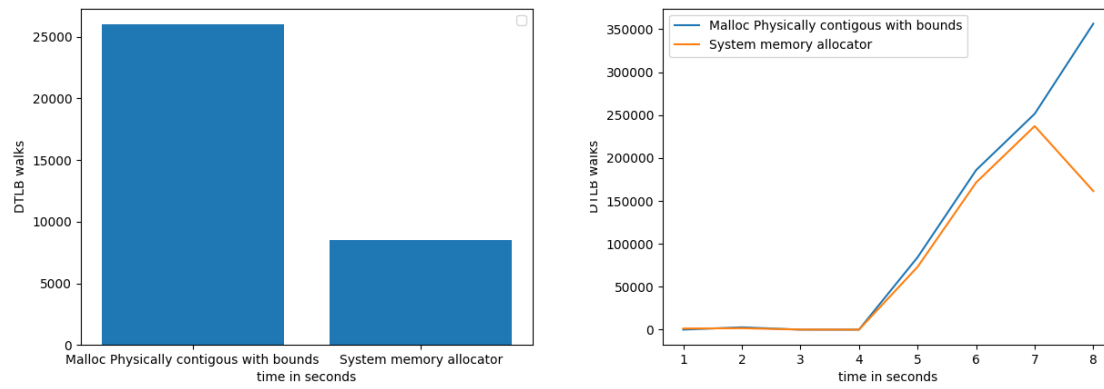 25000
20000
15000
10000
5000
0
DTLB walks
Malloc Physically contigous with bounds
System memory allocator
time in seconds
Malloc Physically contigous with bounds
System memory allocator
350000
300000
250000
200000
150000
100000
50000
0
DTLB walks
1 2 3 4 5 6 7 8
time in seconds